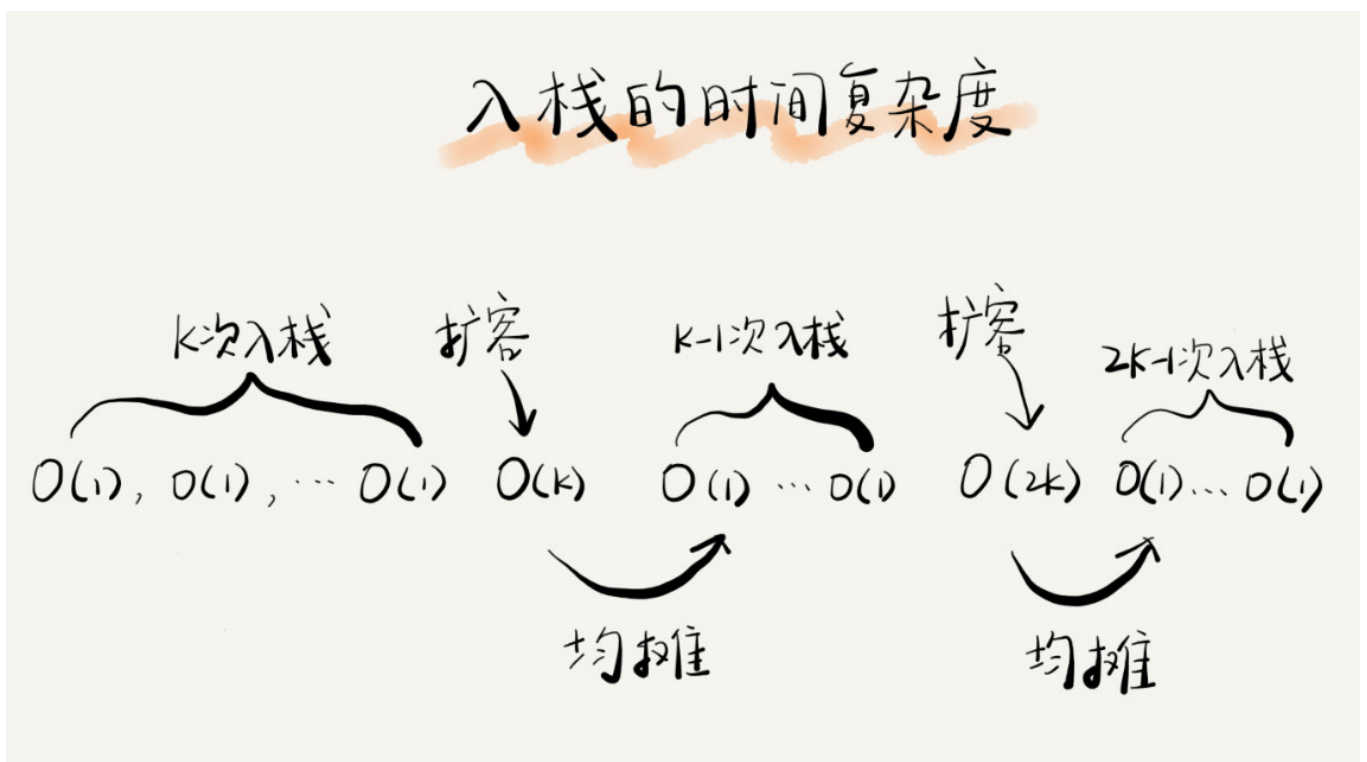 入栈的时间复杂度
K次入栈 扩容 K-1次入栈 扩容 2K-1次入栈
O(1), O(1), ... O(1) O(K) O(1) ... O(1) O(2K) O(1)... O(1)
均摊 均摊